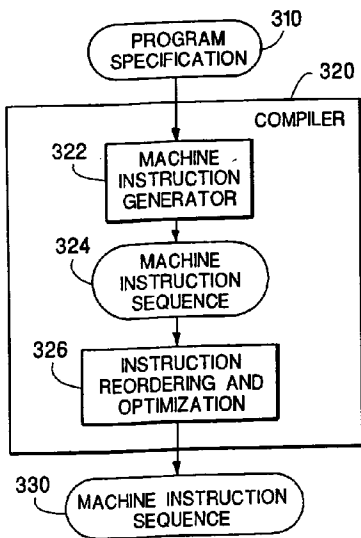 310
PROGRAM
SPECIFICATION
320
COMPILER
322
MACHINE
INSTRUCTION
GENERATOR
324
MACHINE
INSTRUCTION
SEQUENCE
326
INSTRUCTION
REORDERING AND
OPTIMIZATION
330
MACHINE INSTRUCTION
SEQUENCE